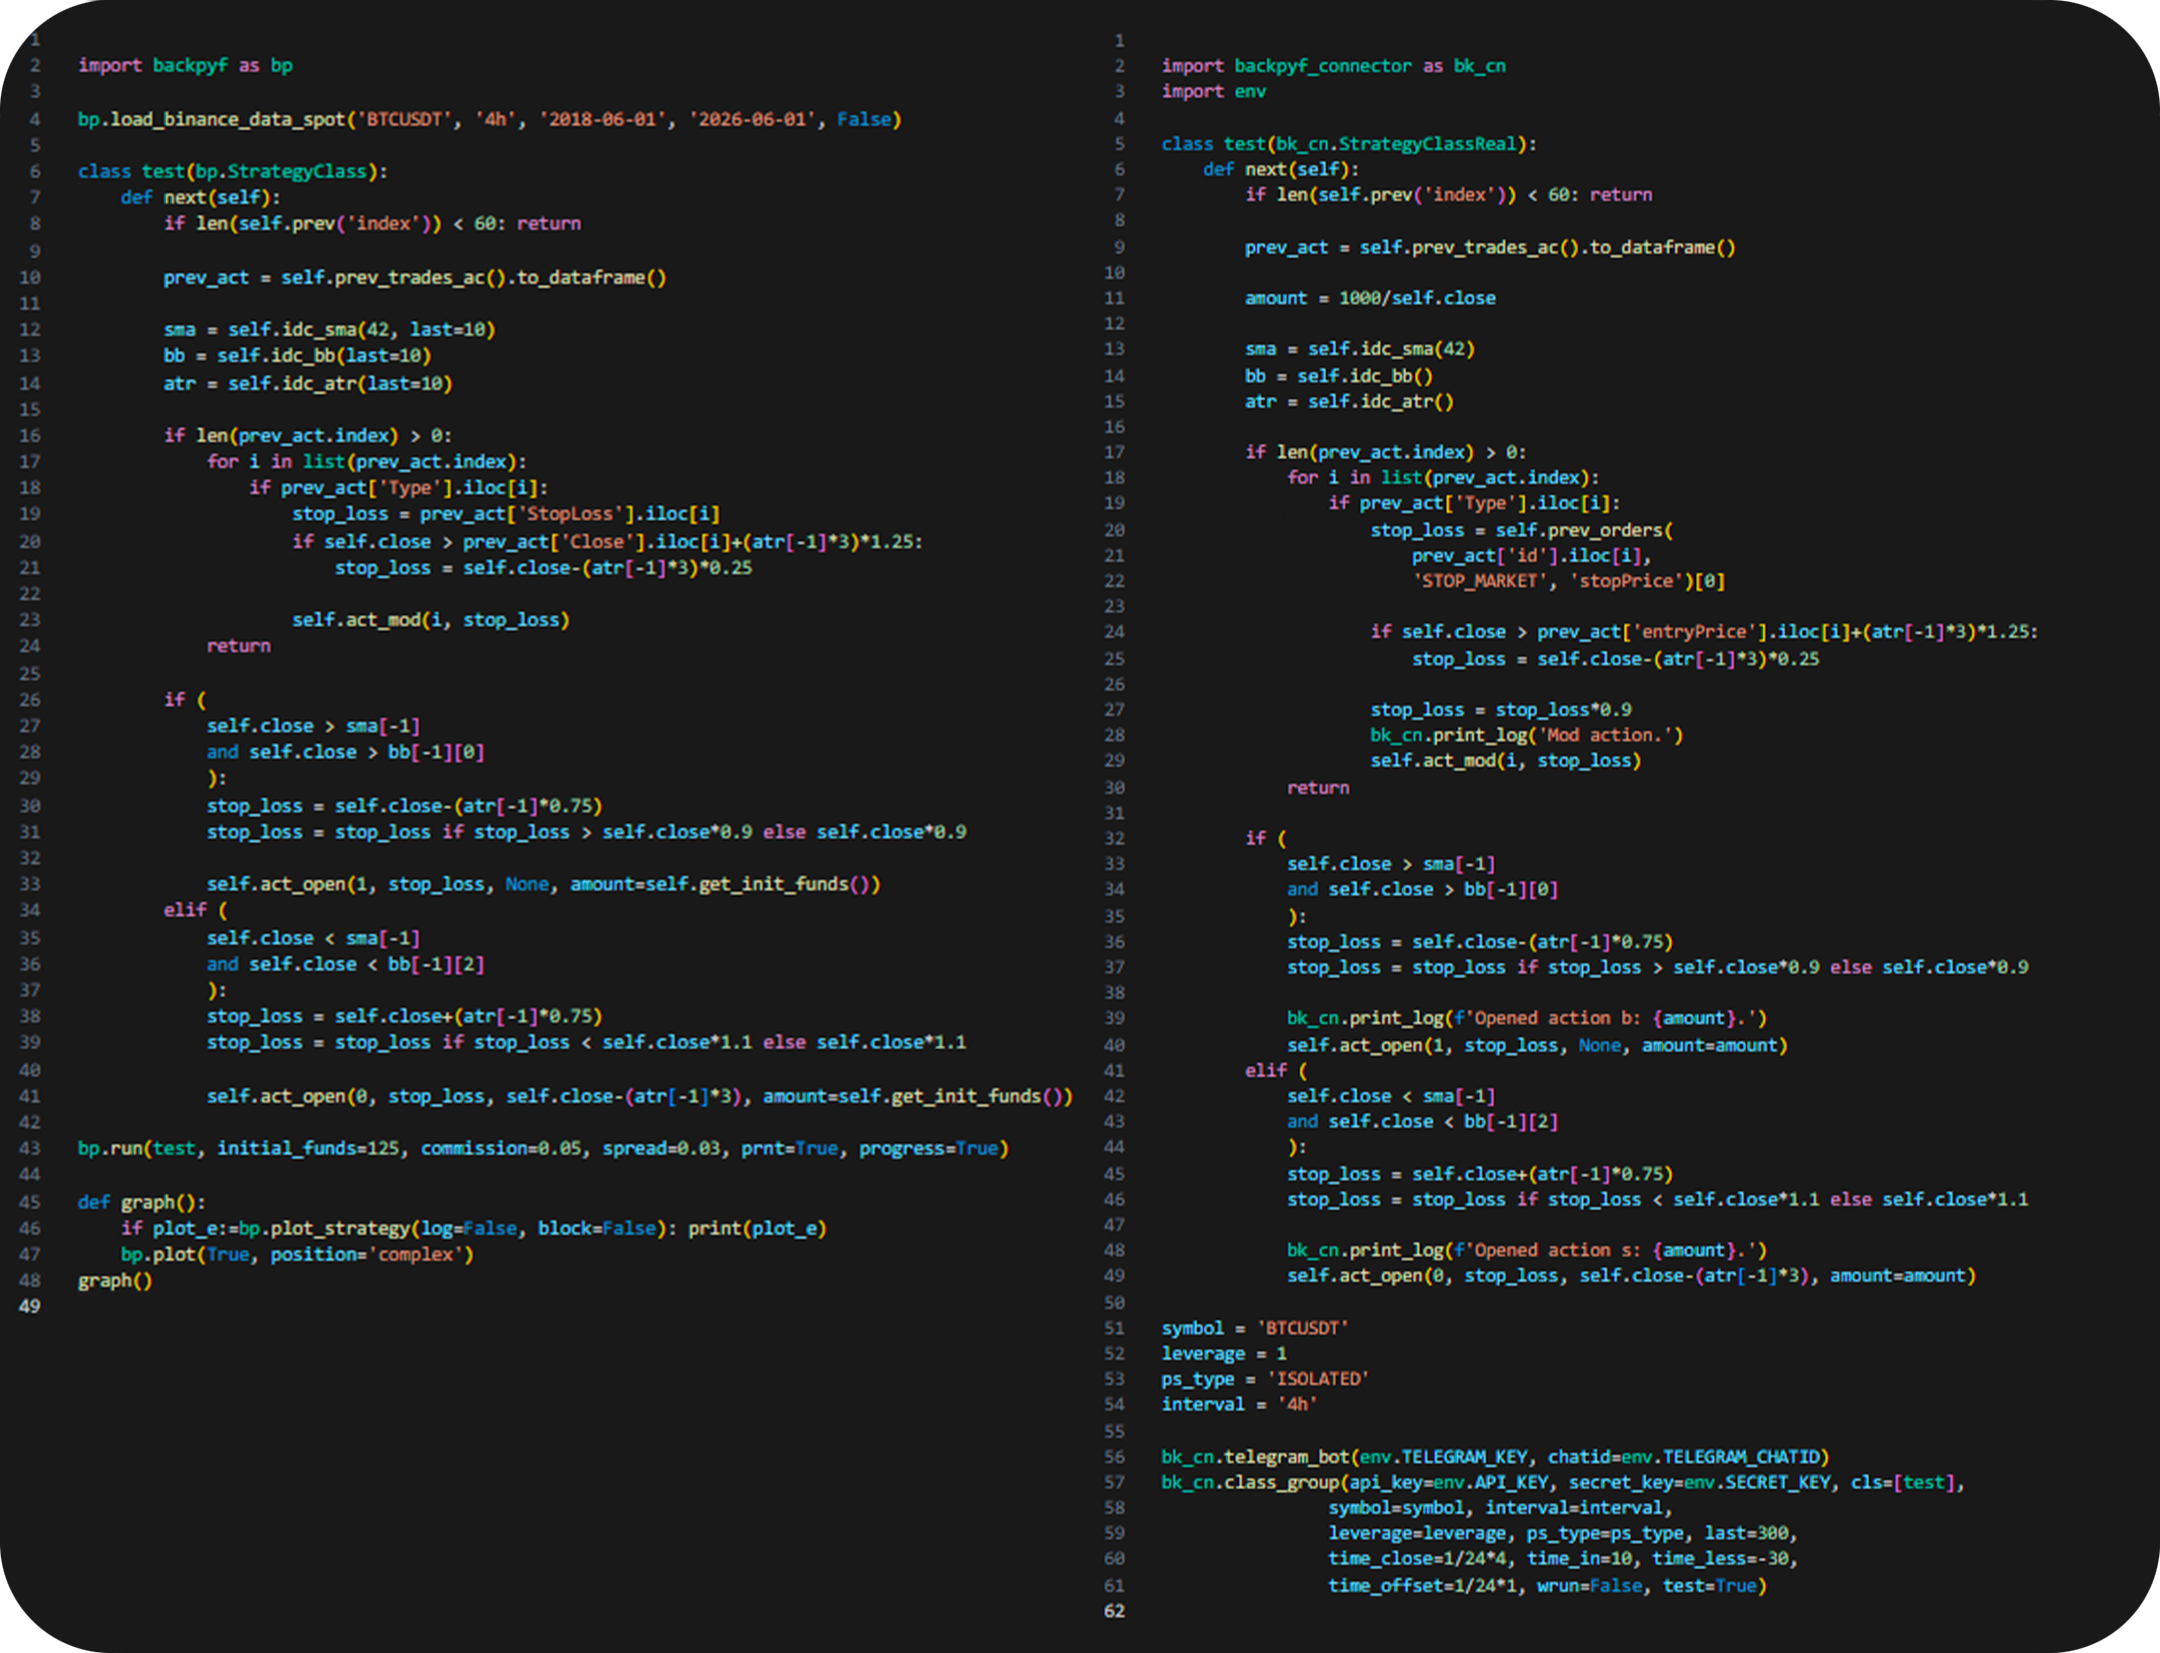 1
2 import backpyf as bp
3
4 bp.load_binance_data_spot('BTCUSDT', '4h', '2018-06-01', '2026-06-01', False)
5
6 class test(bp.StrategyClass):
7     def next(self):
8         if len(self.prev('index')) < 60: return
9
10         prev_act = self.prev_trades_ac().to_dataframe()
11
12         sma = self.idc_sma(42, last=10)
13         bb = self.idc_bb(last=10)
14         atr = self.idc_atr(last=10)
15
16         if len(prev_act.index) > 0:
17             for i in list(prev_act.index):
18                 if prev_act['Type'].iloc[i]:
19                     stop_loss = prev_act['StopLoss'].iloc[i]
20                     if self.close > prev_act['Close'].iloc[i]+(atr[-1]*3)*1.25:
21                         stop_loss = self.close-(atr[-1]*3)*0.25
22
23                     self.act_mod(i, stop_loss)
24             return
25
26         if (
27             self.close > sma[-1]
28             and self.close > bb[-1][0]
29             ):
30             stop_loss = self.close-(atr[-1]*0.75)
31             stop_loss = stop_loss if stop_loss > self.close*0.9 else self.close*0.9
32
33             self.act_open(1, stop_loss, None, amount=self.get_init_funds())
34         elif (
35             self.close < sma[-1]
36             and self.close < bb[-1][2]
37             ):
38             stop_loss = self.close+(atr[-1]*0.75)
39             stop_loss = stop_loss if stop_loss < self.close*1.1 else self.close*1.1
40
41             self.act_open(0, stop_loss, self.close-(atr[-1]*3), amount=self.get_init_funds())
42
43 bp.run(test, initial_funds=125, commission=0.05, spread=0.03, prnt=True, progress=True)
44
45 def graph():
46     if plot_e:=bp.plot_strategy(log=False, block=False): print(plot_e)
47     bp.plot(True, position='complex')
48 graph()
49
1
2 import backpyf_connector as bk_cn
3 import env
4
5 class test(bk_cn.StrategyClassReal):
6     def next(self):
7         if len(self.prev('index')) < 60: return
8
9         prev_act = self.prev_trades_ac().to_dataframe()
10
11         amount = 1000/self.close
12
13         sma = self.idc_sma(42)
14         bb = self.idc_bb()
15         atr = self.idc_atr()
16
17         if len(prev_act.index) > 0:
18             for i in list(prev_act.index):
19                 if prev_act['Type'].iloc[i]:
20                     stop_loss = self.prev_orders(
21                         prev_act['id'].iloc[i],
22                         'STOP_MARKET', 'stopPrice')[0]
23
24                     if self.close > prev_act['entryPrice'].iloc[i]+(atr[-1]*3)*1.25:
25                         stop_loss = self.close-(atr[-1]*3)*0.25
26
27                     stop_loss = stop_loss*0.9
28                     bk_cn.print_log('Mod action.')
29                     self.act_mod(i, stop_loss)
30             return
31
32         if (
33             self.close > sma[-1]
34             and self.close > bb[-1][0]
35             ):
36             stop_loss = self.close-(atr[-1]*0.75)
37             stop_loss = stop_loss if stop_loss > self.close*0.9 else self.close*0.9
38
39             bk_cn.print_log(f'Opened action b: {amount}.')
40             self.act_open(1, stop_loss, None, amount=amount)
41         elif (
42             self.close < sma[-1]
43             and self.close < bb[-1][2]
44             ):
45             stop_loss = self.close+(atr[-1]*0.75)
46             stop_loss = stop_loss if stop_loss < self.close*1.1 else self.close*1.1
47
48             bk_cn.print_log(f'Opened action s: {amount}.')
49             self.act_open(0, stop_loss, self.close-(atr[-1]*3), amount=amount)
50
51 symbol = 'BTCUSDT'
52 leverage = 1
53 ps_type = 'ISOLATED'
54 interval = '4h'
55
56 bk_cn.telegram_bot(env.TELEGRAM_KEY, chatid=env.TELEGRAM_CHATID)
57 bk_cn.class_group(api_key=env.API_KEY, secret_key=env.SECRET_KEY, cls=[test],
58                 symbol=symbol, interval=interval,
59                 leverage=leverage, ps_type=ps_type, last=300,
60                 time_close=1/24*4, time_in=10, time_less=-30,
61                 time_offset=1/24*1, wrun=False, test=True)
62